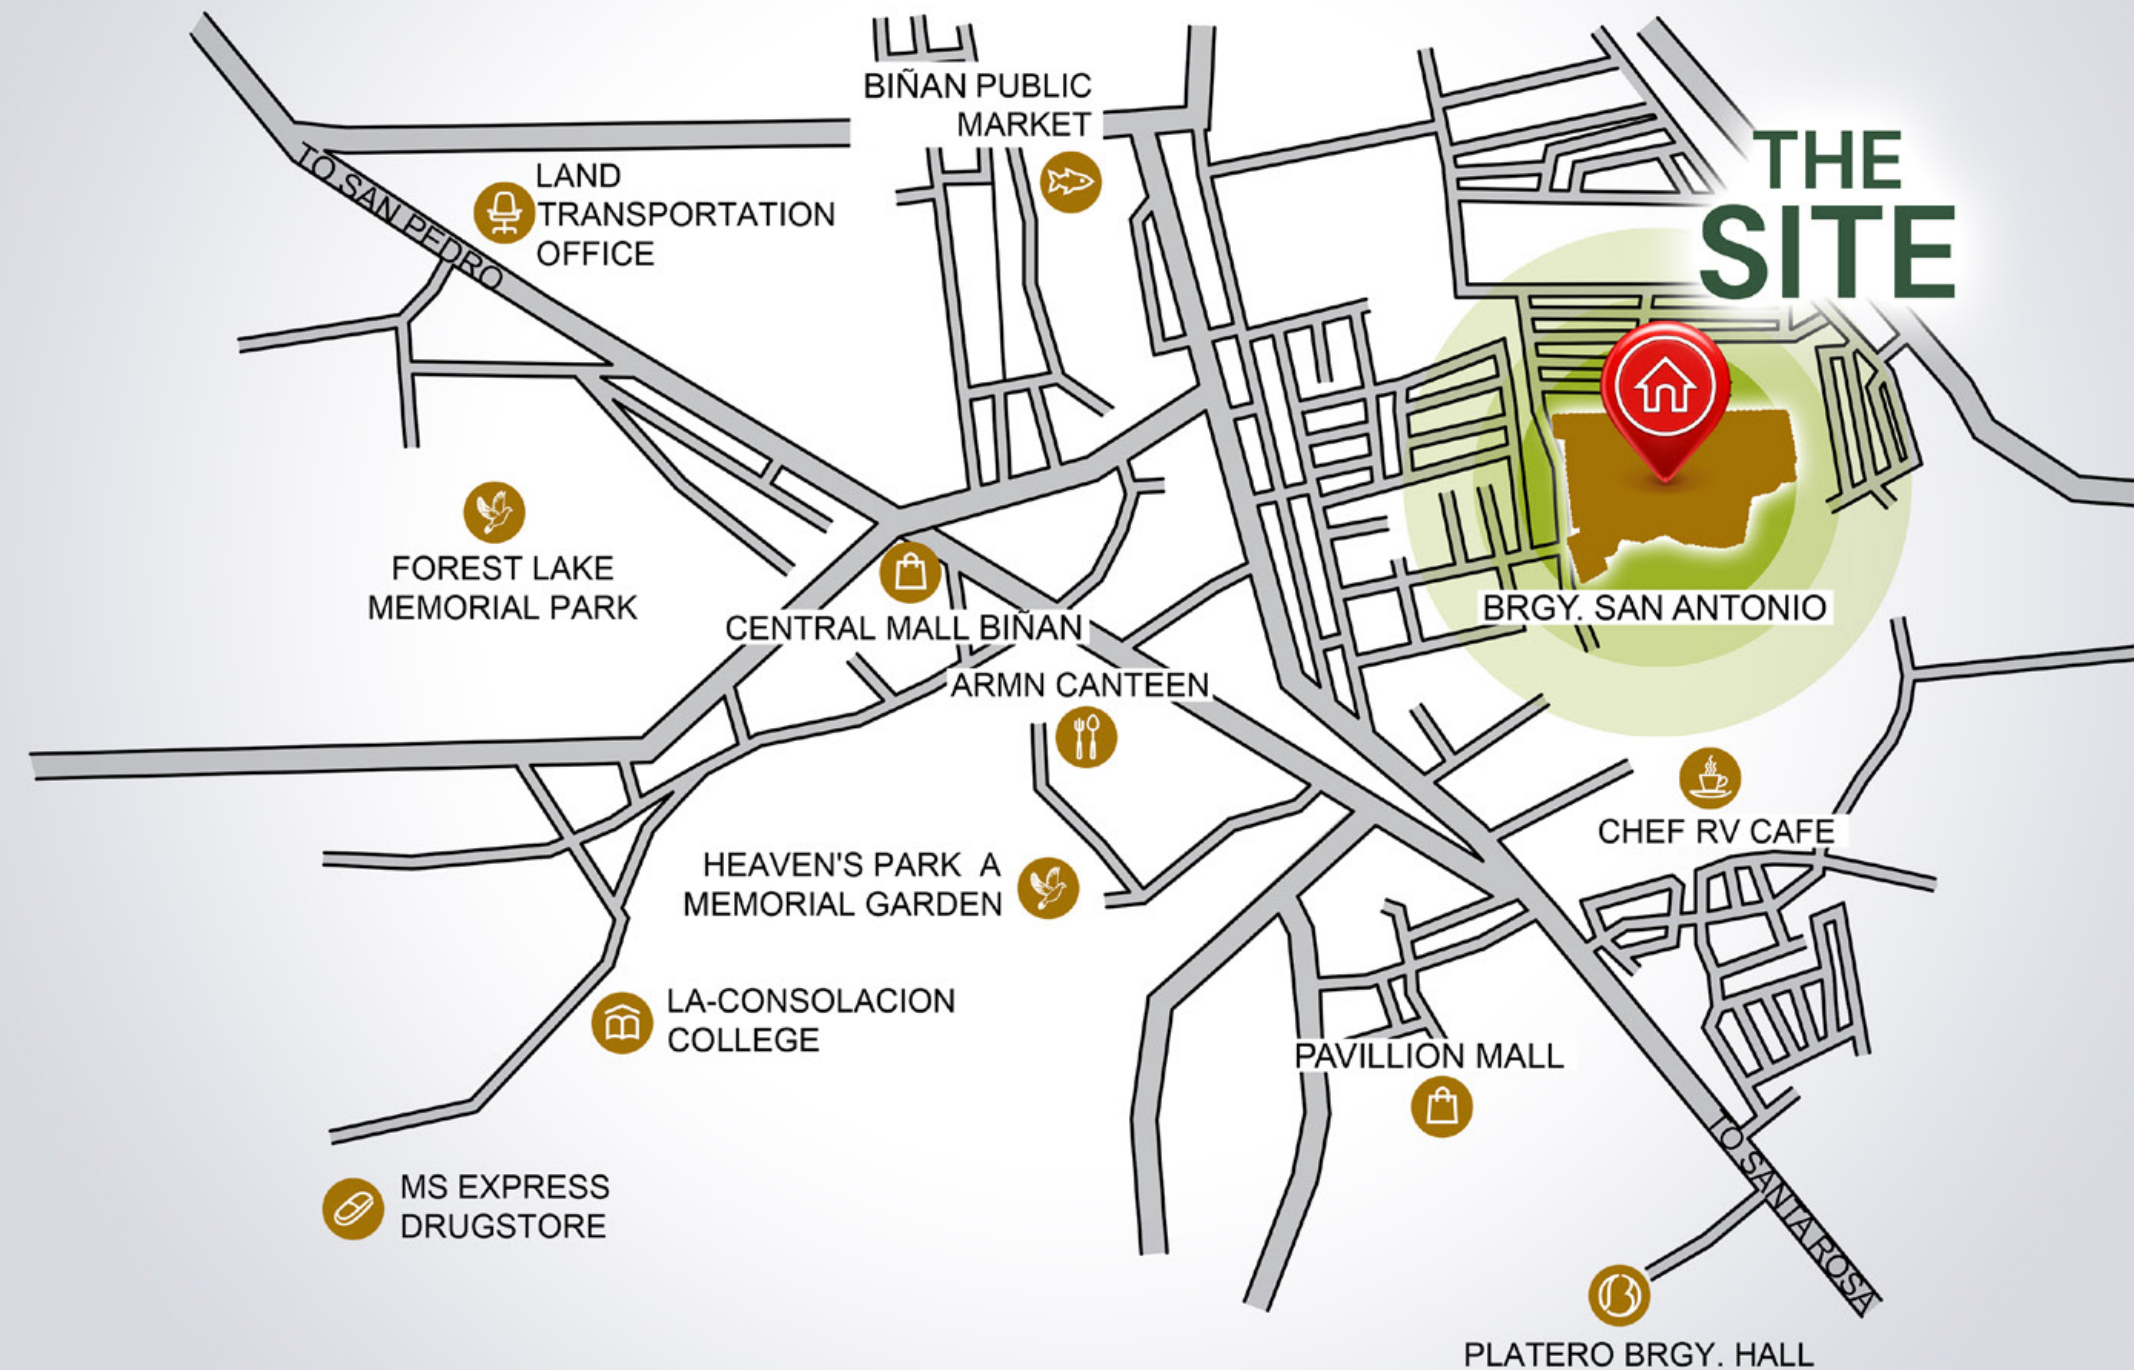 BIÑAN PUBLIC
MARKET
THE
SITE
TO SAN PEDRO
LAND
TRANSPORTATION
OFFICE
FOREST LAKE
MEMORIAL PARK
CENTRAL MALL BIÑAN
BRGY. SAN ANTONIO
ARMN CANTEEN
CHEF RV CAFE
HEAVEN'S PARK A
MEMORIAL GARDEN
LA-CONSOLACION
COLLEGE
PAVILLION MALL
MS EXPRESS
DRUGSTORE
TO SANTA ROSA
PLATERO BRGY. HALL